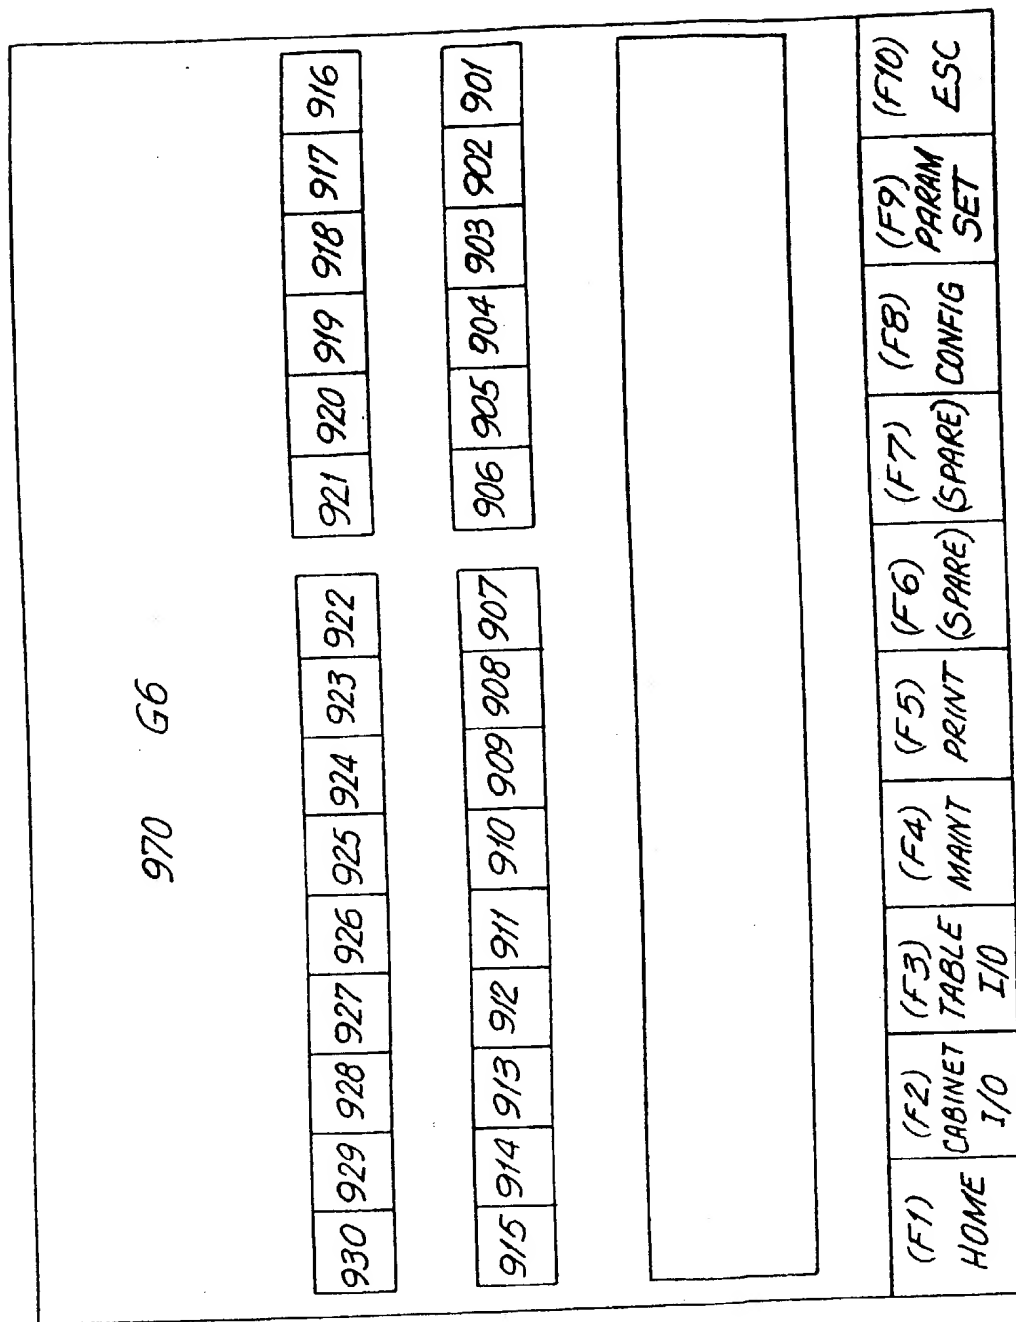 970 G6
930 929 928 927 926 925 924 923 922 921 920 919 918 917 916
915 914 913 912 911 910 909 908 907 906 905 904 903 902 901
(F1) (F2) (F3) (F4) (F5) (F6) (F7) (F8) (F9) (F10)
HOME CABINET TABLE MAINT PRINT (SPARE) (SPARE) CONFIG PARAM ESC
I/O I/O SET